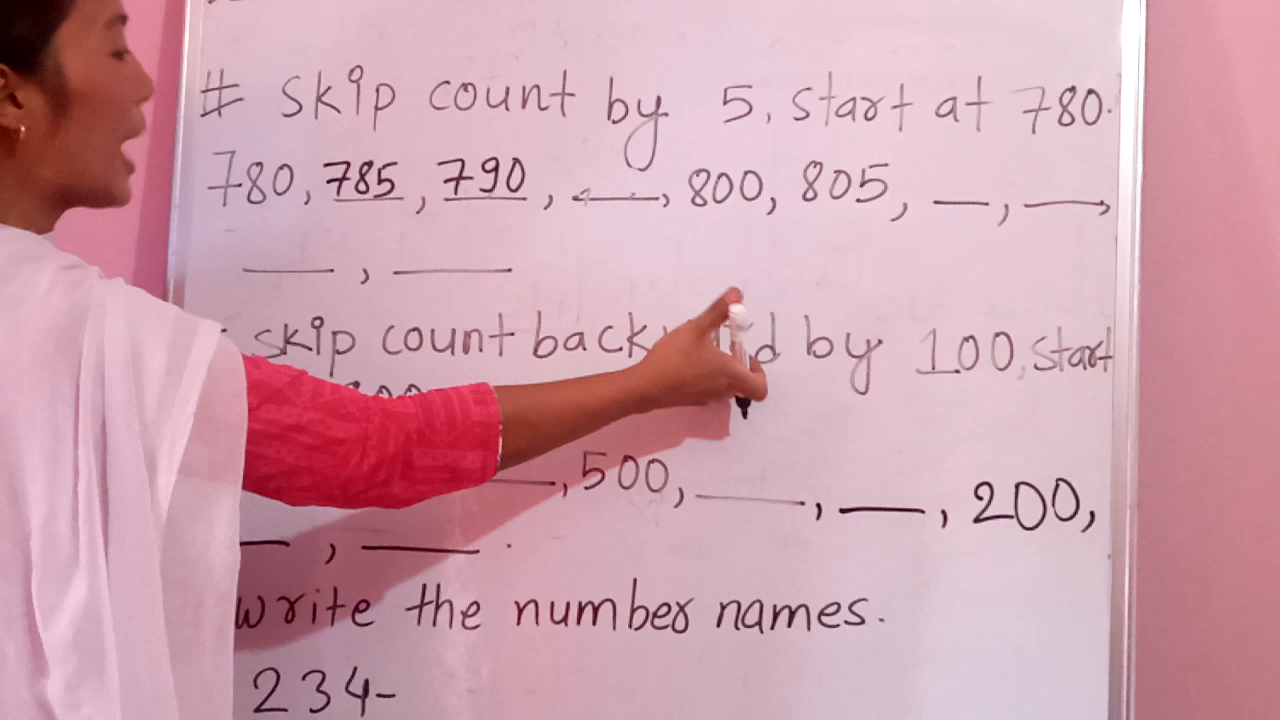 # skip count by 5, start at 780.
780, 785, 790, ___, 800, 805, ___, ___,
___, ___
skip count by 100, start
___, 500, ___, ___, 200,
___, ___.
write the number names.
234-